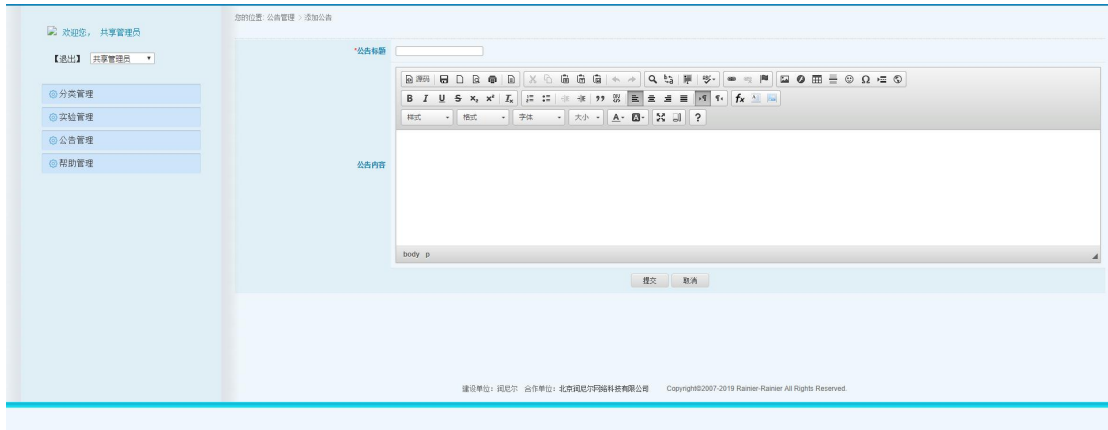 您的位置: 公告管理 > 添加公告
欢迎您， 共享管理员
【退出】 共享管理员
分类管理
实验管理
公告管理
帮助管理
*公告标题
公告内容
源码
B I U S x₂ x² Iₓ
样式 格式 字体 大小 A A ?
body p
提交 取消
建设单位：润尼尔 合作单位：北京润尼尔网络科技有限公司 Copyright©2007-2019 Rainier-Rainier All Rights Reserved.